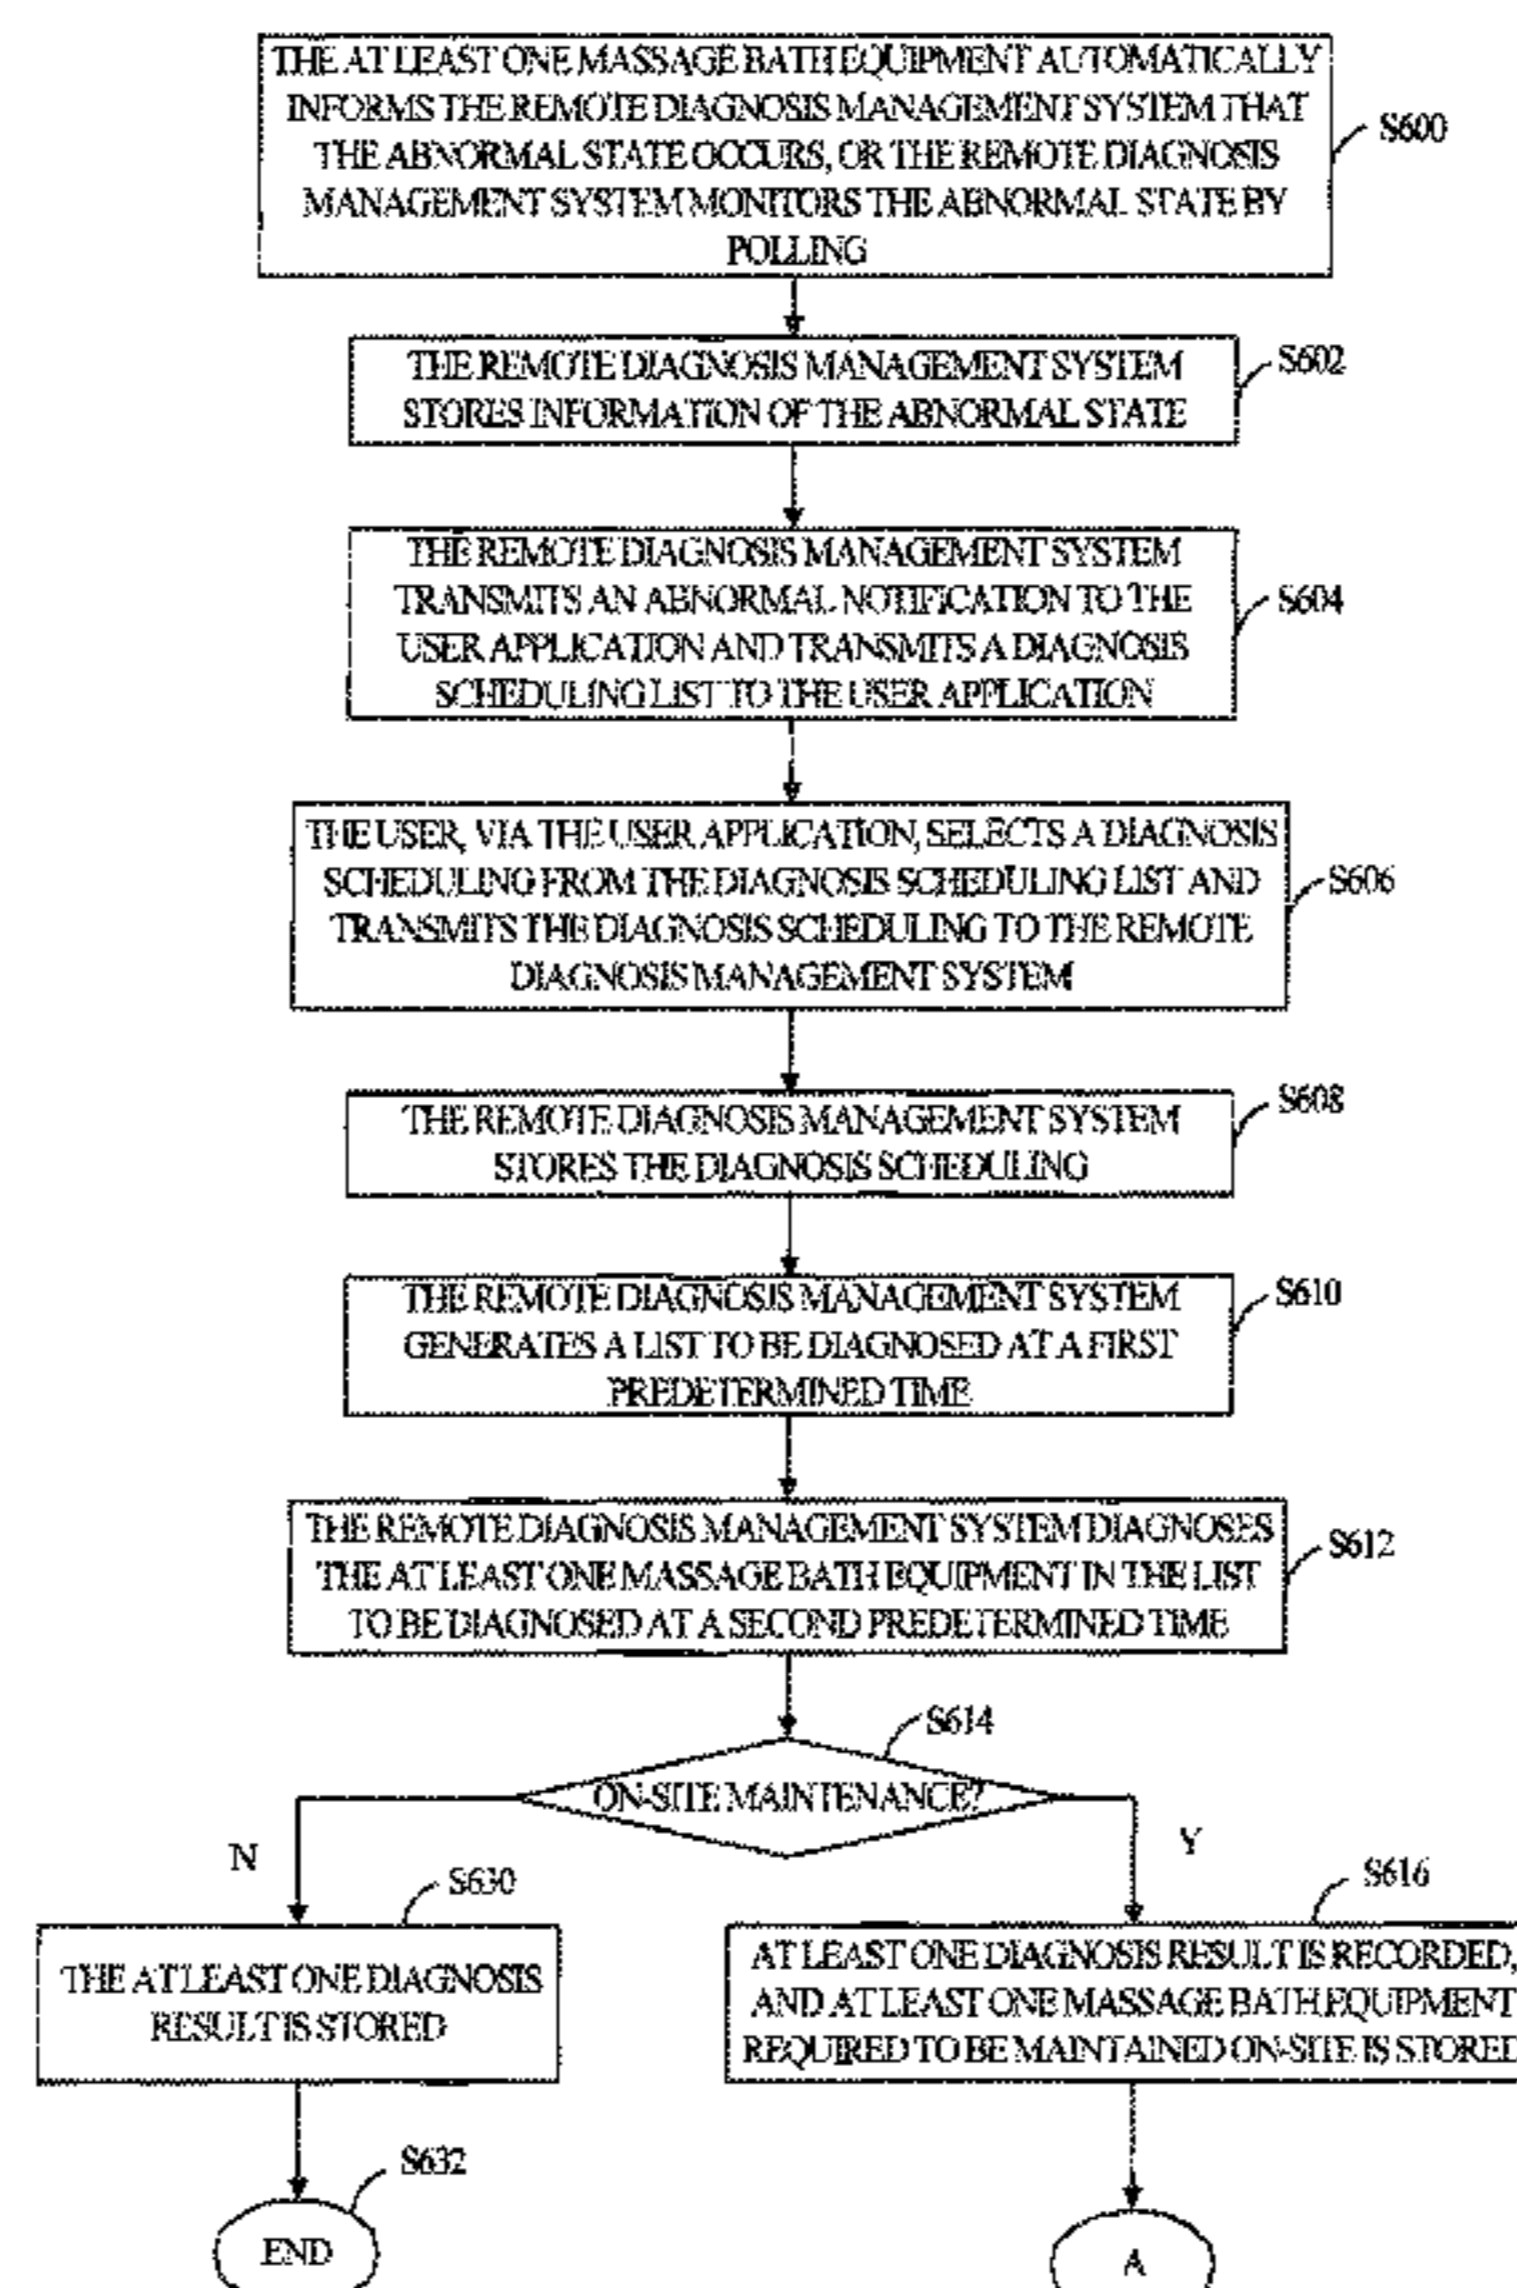 THE AT LEAST ONE MASSAGE BATH EQUIPMENT AUTOMATICALLY
INFORMS THE REMOTE DIAGNOSIS MANAGEMENT SYSTEM THAT
THE ABNORMAL STATE OCCURS, OR THE REMOTE DIAGNOSIS
MANAGEMENT SYSTEM MONITORS THE ABNORMAL STATE BY
POLLING
S600
THE REMOTE DIAGNOSIS MANAGEMENT SYSTEM
STORES INFORMATION OF THE ABNORMAL STATE
S602
THE REMOTE DIAGNOSIS MANAGEMENT SYSTEM
TRANSMITS AN ABNORMAL NOTIFICATION TO THE
USER APPLICATION AND TRANSMITS A DIAGNOSIS
SCHEDULING LIST TO THE USER APPLICATION
S604
THE USER, VIA THE USER APPLICATION, SELECTS A DIAGNOSIS
SCHEDULING FROM THE DIAGNOSIS SCHEDULING LIST AND
TRANSMITS THE DIAGNOSIS SCHEDULING TO THE REMOTE
DIAGNOSIS MANAGEMENT SYSTEM
S606
THE REMOTE DIAGNOSIS MANAGEMENT SYSTEM
STORES THE DIAGNOSIS SCHEDULING
S608
THE REMOTE DIAGNOSIS MANAGEMENT SYSTEM
GENERATES A LIST TO BE DIAGNOSED AT A FIRST
PREDETERMINED TIME
S610
THE REMOTE DIAGNOSIS MANAGEMENT SYSTEM DIAGNOSES
THE AT LEAST ONE MASSAGE BATH EQUIPMENT IN THE LIST
TO BE DIAGNOSED AT A SECOND PREDETERMINED TIME
S612
S614
ON-SITE MAINTENANCE?
N
Y
S630
THE AT LEAST ONE DIAGNOSIS
RESULT IS STORED
S616
AT LEAST ONE DIAGNOSIS RESULT IS RECORDED,
AND AT LEAST ONE MASSAGE BATH EQUIPMENT
REQUIRED TO BE MAINTAINED ON-SITE IS STORED
S632
END
A